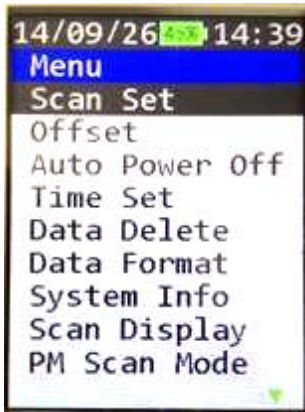 14/09/26 14:39
Menu
Scan Set
Offset
Auto Power Off
Time Set
Data Delete
Data Format
System Info
Scan Display
PM Scan Mode